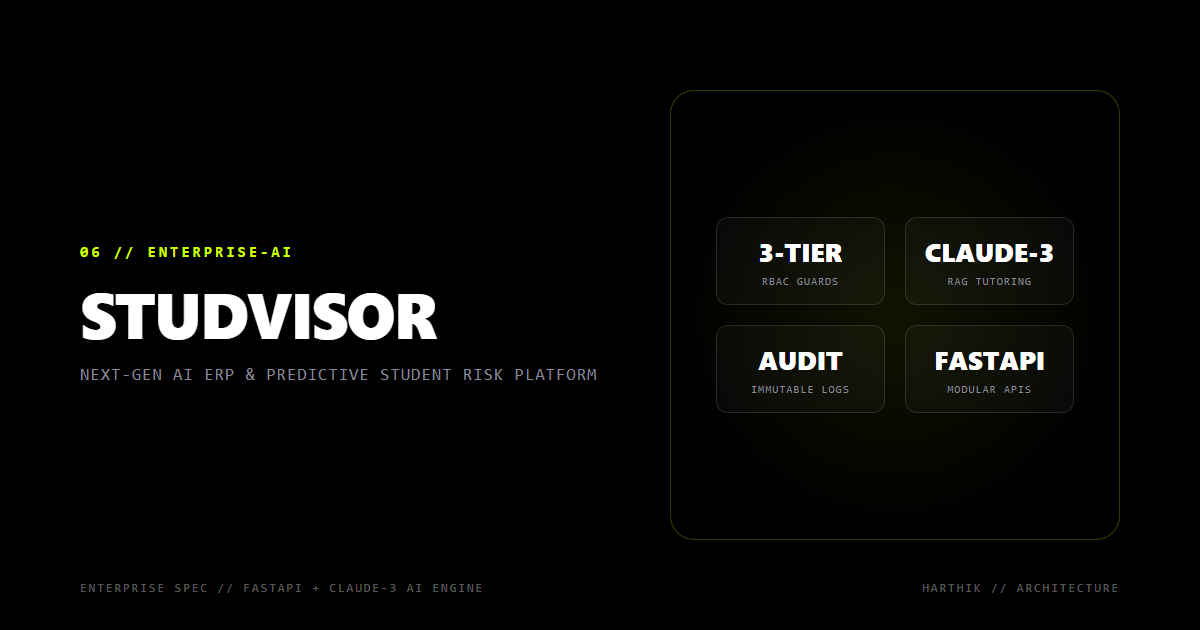 06 // ENTERPRISE-AI
STUDVISOR
NEXT-GEN AI ERP & PREDICTIVE STUDENT RISK PLATFORM
3-TIER
RBAC GUARDS
CLAUDE-3
RAG TUTORING
AUDIT
IMMUTABLE LOGS
FASTAPI
MODULAR APIS
ENTERPRISE SPEC // FASTAPI + CLAUDE-3 AI ENGINE
HARTHIK // ARCHITECTURE